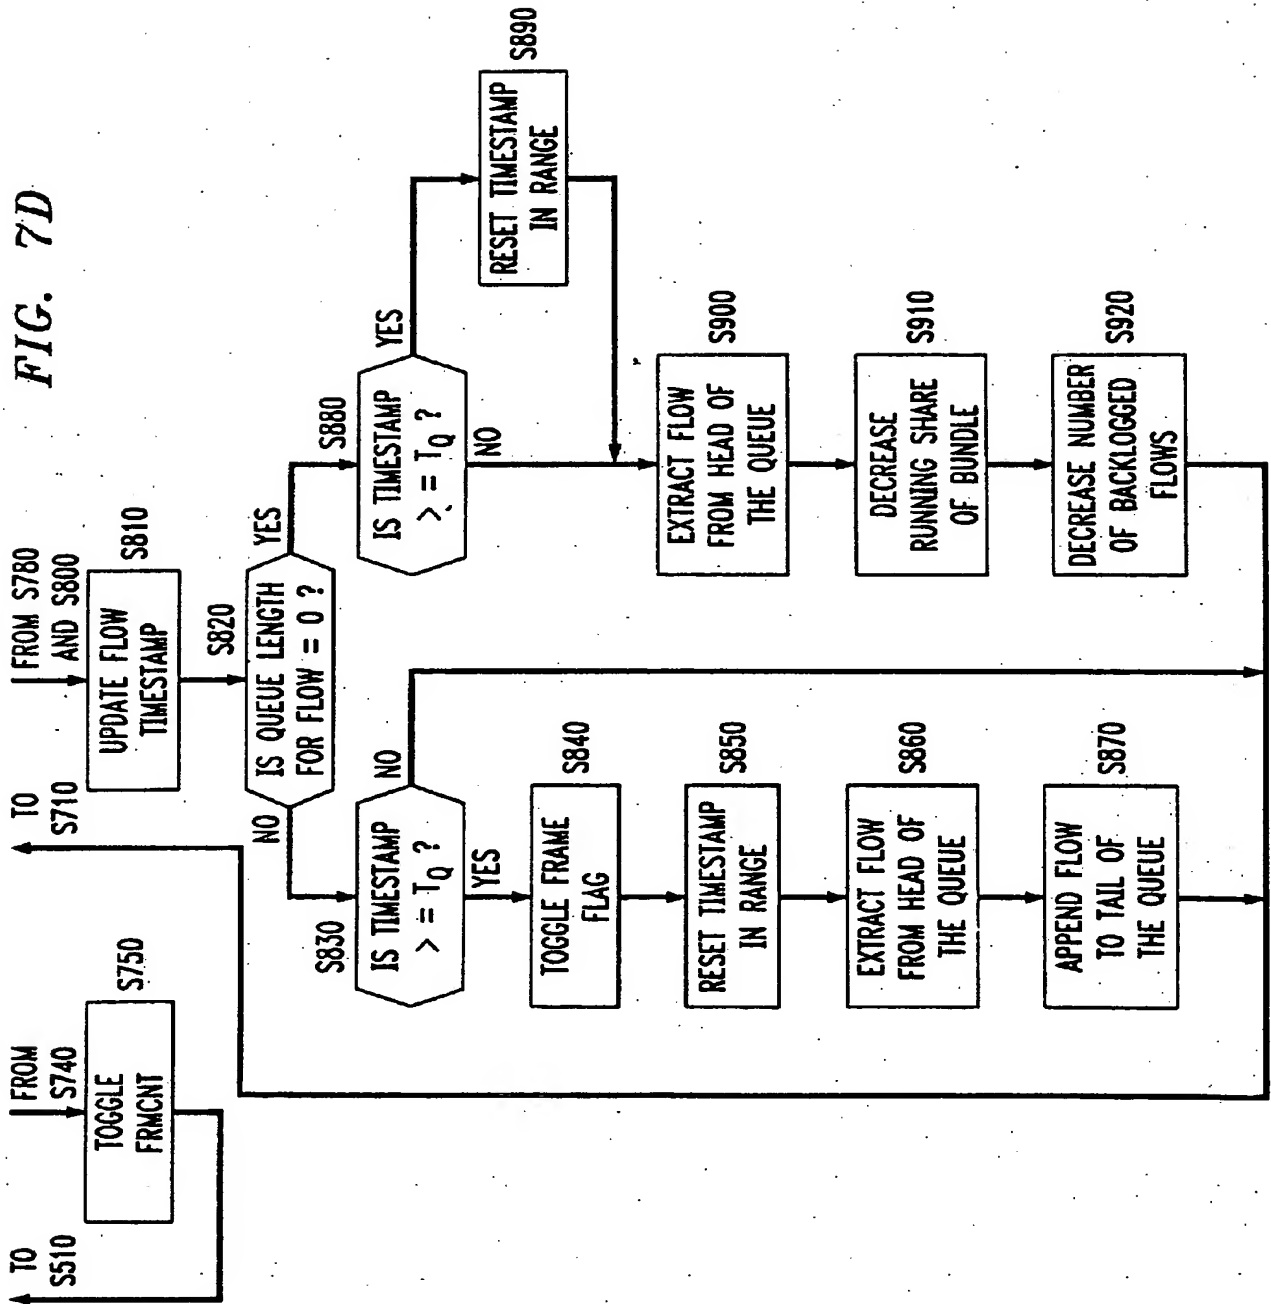 FIG. 7D
TO
S510
FROM
S740
TOGGLE
FRMCNT
S750
TO
S710
FROM S780
AND S800
UPDATE FLOW
TIMESTAMP
S810
S820
IS QUEUE LENGTH
FOR FLOW = 0 ?
NO
YES
S830
IS TIMESTAMP
> = TQ ?
NO
YES
TOGGLE FRAME
FLAG
S840
RESET TIMESTAMP
IN RANGE
S850
EXTRACT FLOW
FROM HEAD OF
THE QUEUE
S860
APPEND FLOW
TO TAIL OF
THE QUEUE
S870
S880
IS TIMESTAMP
> = TQ ?
YES
NO
RESET TIMESTAMP
IN RANGE
S890
EXTRACT FLOW
FROM HEAD OF
THE QUEUE
S900
DECREASE
RUNNING SHARE
OF BUNDLE
S910
DECREASE NUMBER
OF BACKLOGGED
FLOWS
S920